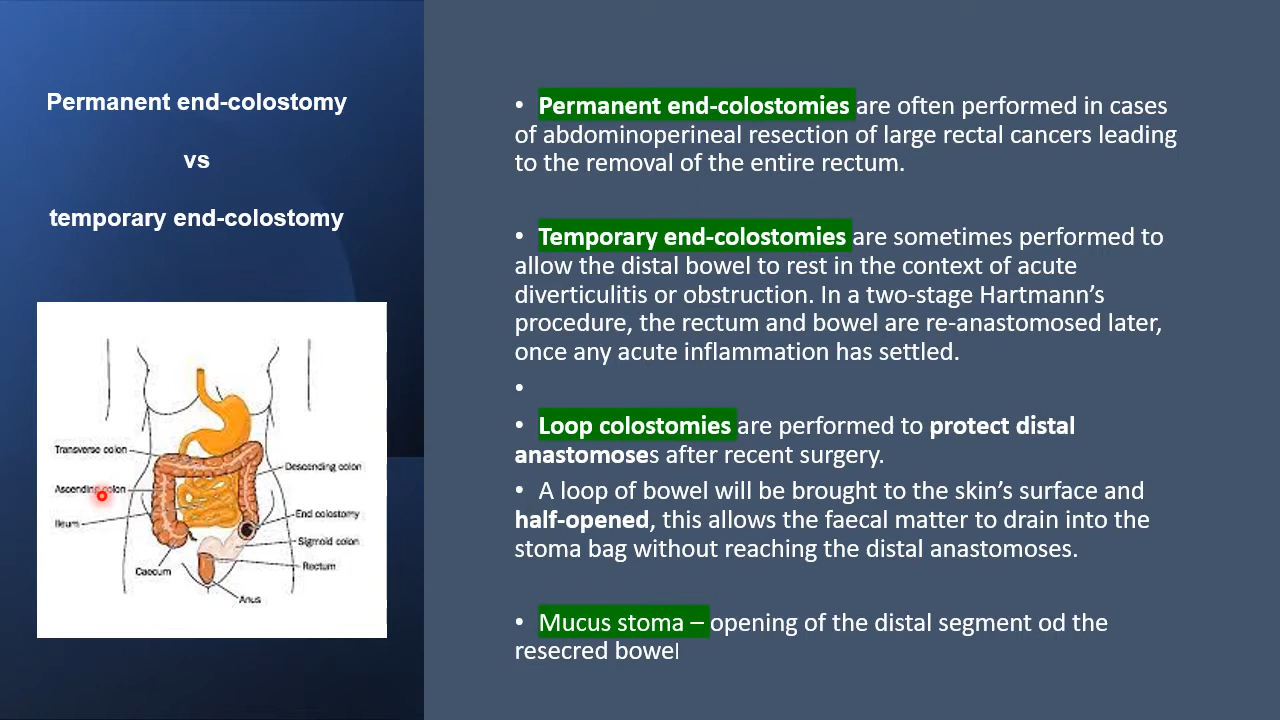 Permanent end-colostomy
vs
temporary end-colostomy
Transverse colon
Ascending colon
Ileum
Caecum
Descending colon
End colostomy
Sigmoid colon
Rectum
Anus
• Permanent end-colostomies are often performed in cases
of abdominoperineal resection of large rectal cancers leading
to the removal of the entire rectum.
• Temporary end-colostomies are sometimes performed to
allow the distal bowel to rest in the context of acute
diverticulitis or obstruction. In a two-stage Hartmann’s
procedure, the rectum and bowel are re-anastomosed later,
once any acute inflammation has settled.
•
• Loop colostomies are performed to protect distal
anastomoses after recent surgery.
• A loop of bowel will be brought to the skin’s surface and
half-opened, this allows the faecal matter to drain into the
stoma bag without reaching the distal anastomoses.
• Mucus stoma – opening of the distal segment od the
resecred bowel